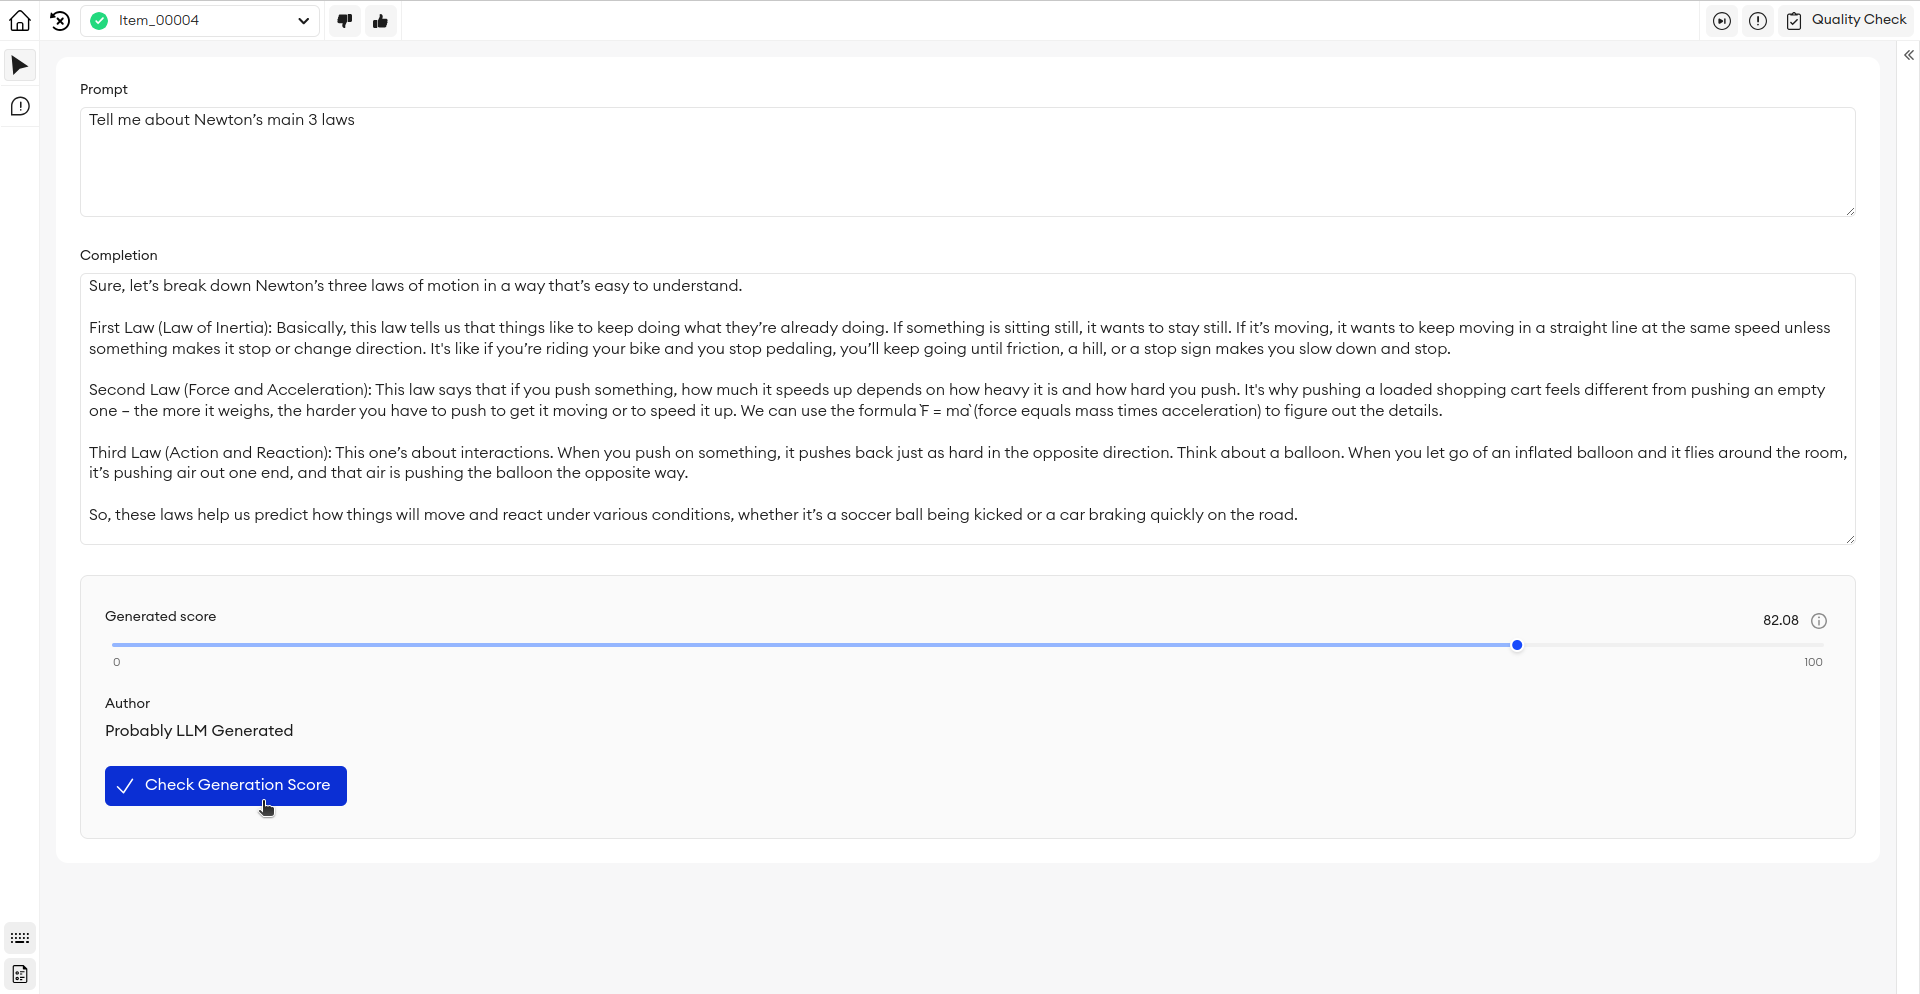 Item_00004
Quality Check
Prompt
Tell me about Newton’s main 3 laws
Completion
Sure, let’s break down Newton’s three laws of motion in a way that’s easy to understand.
First Law (Law of Inertia): Basically, this law tells us that things like to keep doing what they’re already doing. If something is sitting still, it wants to stay still. If it’s moving, it wants to keep moving in a straight line at the same speed unless
something makes it stop or change direction. It's like if you’re riding your bike and you stop pedaling, you’ll keep going until friction, a hill, or a stop sign makes you slow down and stop.
Second Law (Force and Acceleration): This law says that if you push something, how much it speeds up depends on how heavy it is and how hard you push. It's why pushing a loaded shopping cart feels different from pushing an empty
one – the more it weighs, the harder you have to push to get it moving or to speed it up. We can use the formula `F = ma` (force equals mass times acceleration) to figure out the details.
Third Law (Action and Reaction): This one’s about interactions. When you push on something, it pushes back just as hard in the opposite direction. Think about a balloon. When you let go of an inflated balloon and it flies around the room,
it’s pushing air out one end, and that air is pushing the balloon the opposite way.
So, these laws help us predict how things will move and react under various conditions, whether it’s a soccer ball being kicked or a car braking quickly on the road.
Generated score
82.08
0
100
Author
Probably LLM Generated
Check Generation Score